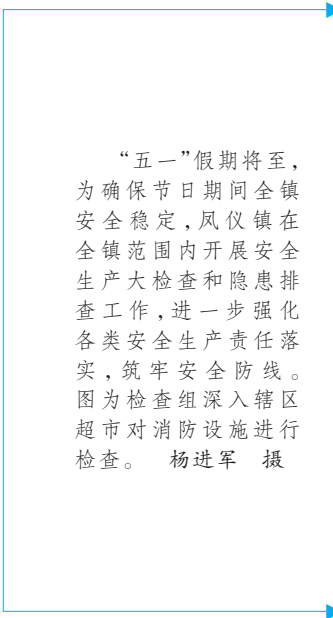 “五一”假期将至，
为确保节日期间全镇
安全稳定，凤仪镇在
全镇范围内开展安全
生产大检查和隐患排
查工作，进一步强化
各类安全生产责任落
实，筑牢安全防线。
图为检查组深入辖区
超市对消防设施进行
检查。　杨进军　摄